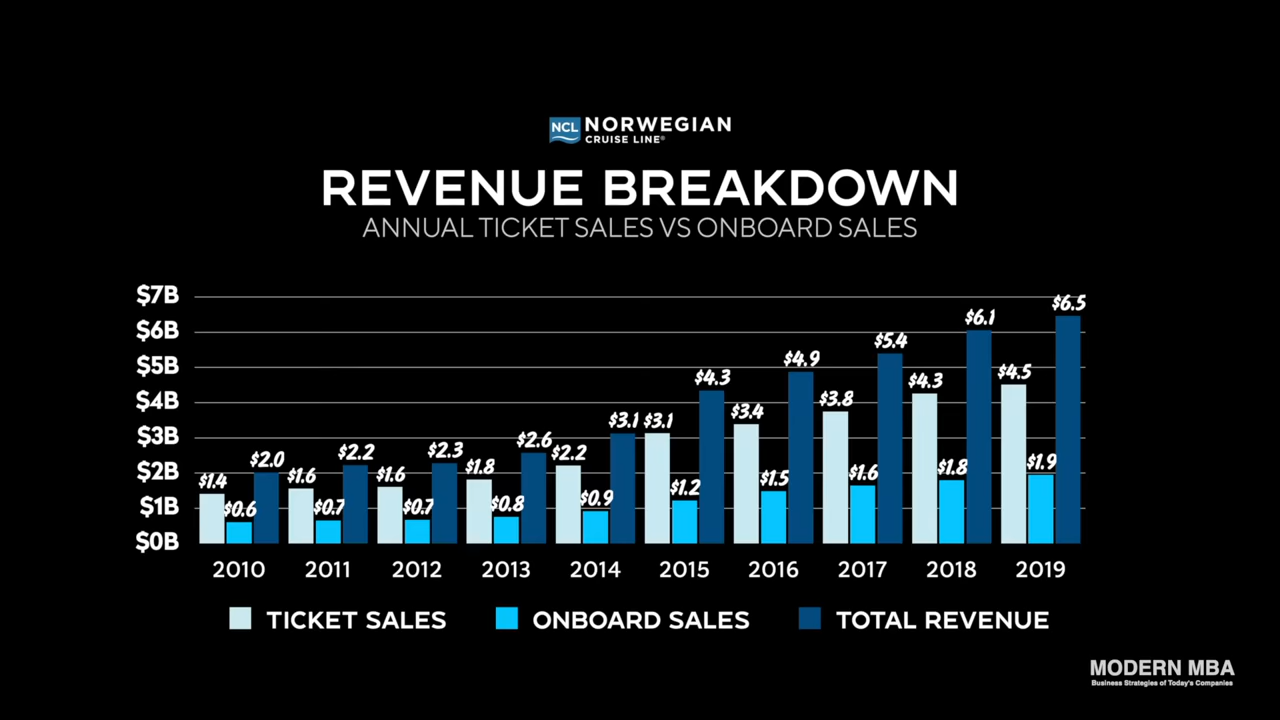 NCL NORWEGIAN
CRUISE LINE®
REVENUE BREAKDOWN
ANNUAL TICKET SALES VS ONBOARD SALES
$7B
$6B
$5B
$4B
$3B
$2B
$1B
$0B
$1.4 $0.6 $2.0
$1.6 $0.7 $2.2
$1.6 $0.7 $2.3
$1.8 $0.8 $2.6
$2.2 $0.9 $3.1
$3.1 $1.2 $4.3
$3.4 $1.5 $4.9
$3.8 $1.6 $5.4
$4.3 $1.8 $6.1
$4.5 $1.9 $6.5
2010 2011 2012 2013 2014 2015 2016 2017 2018 2019
TICKET SALES ONBOARD SALES TOTAL REVENUE
MODERN MBA
Business Strategies of Today's Companies